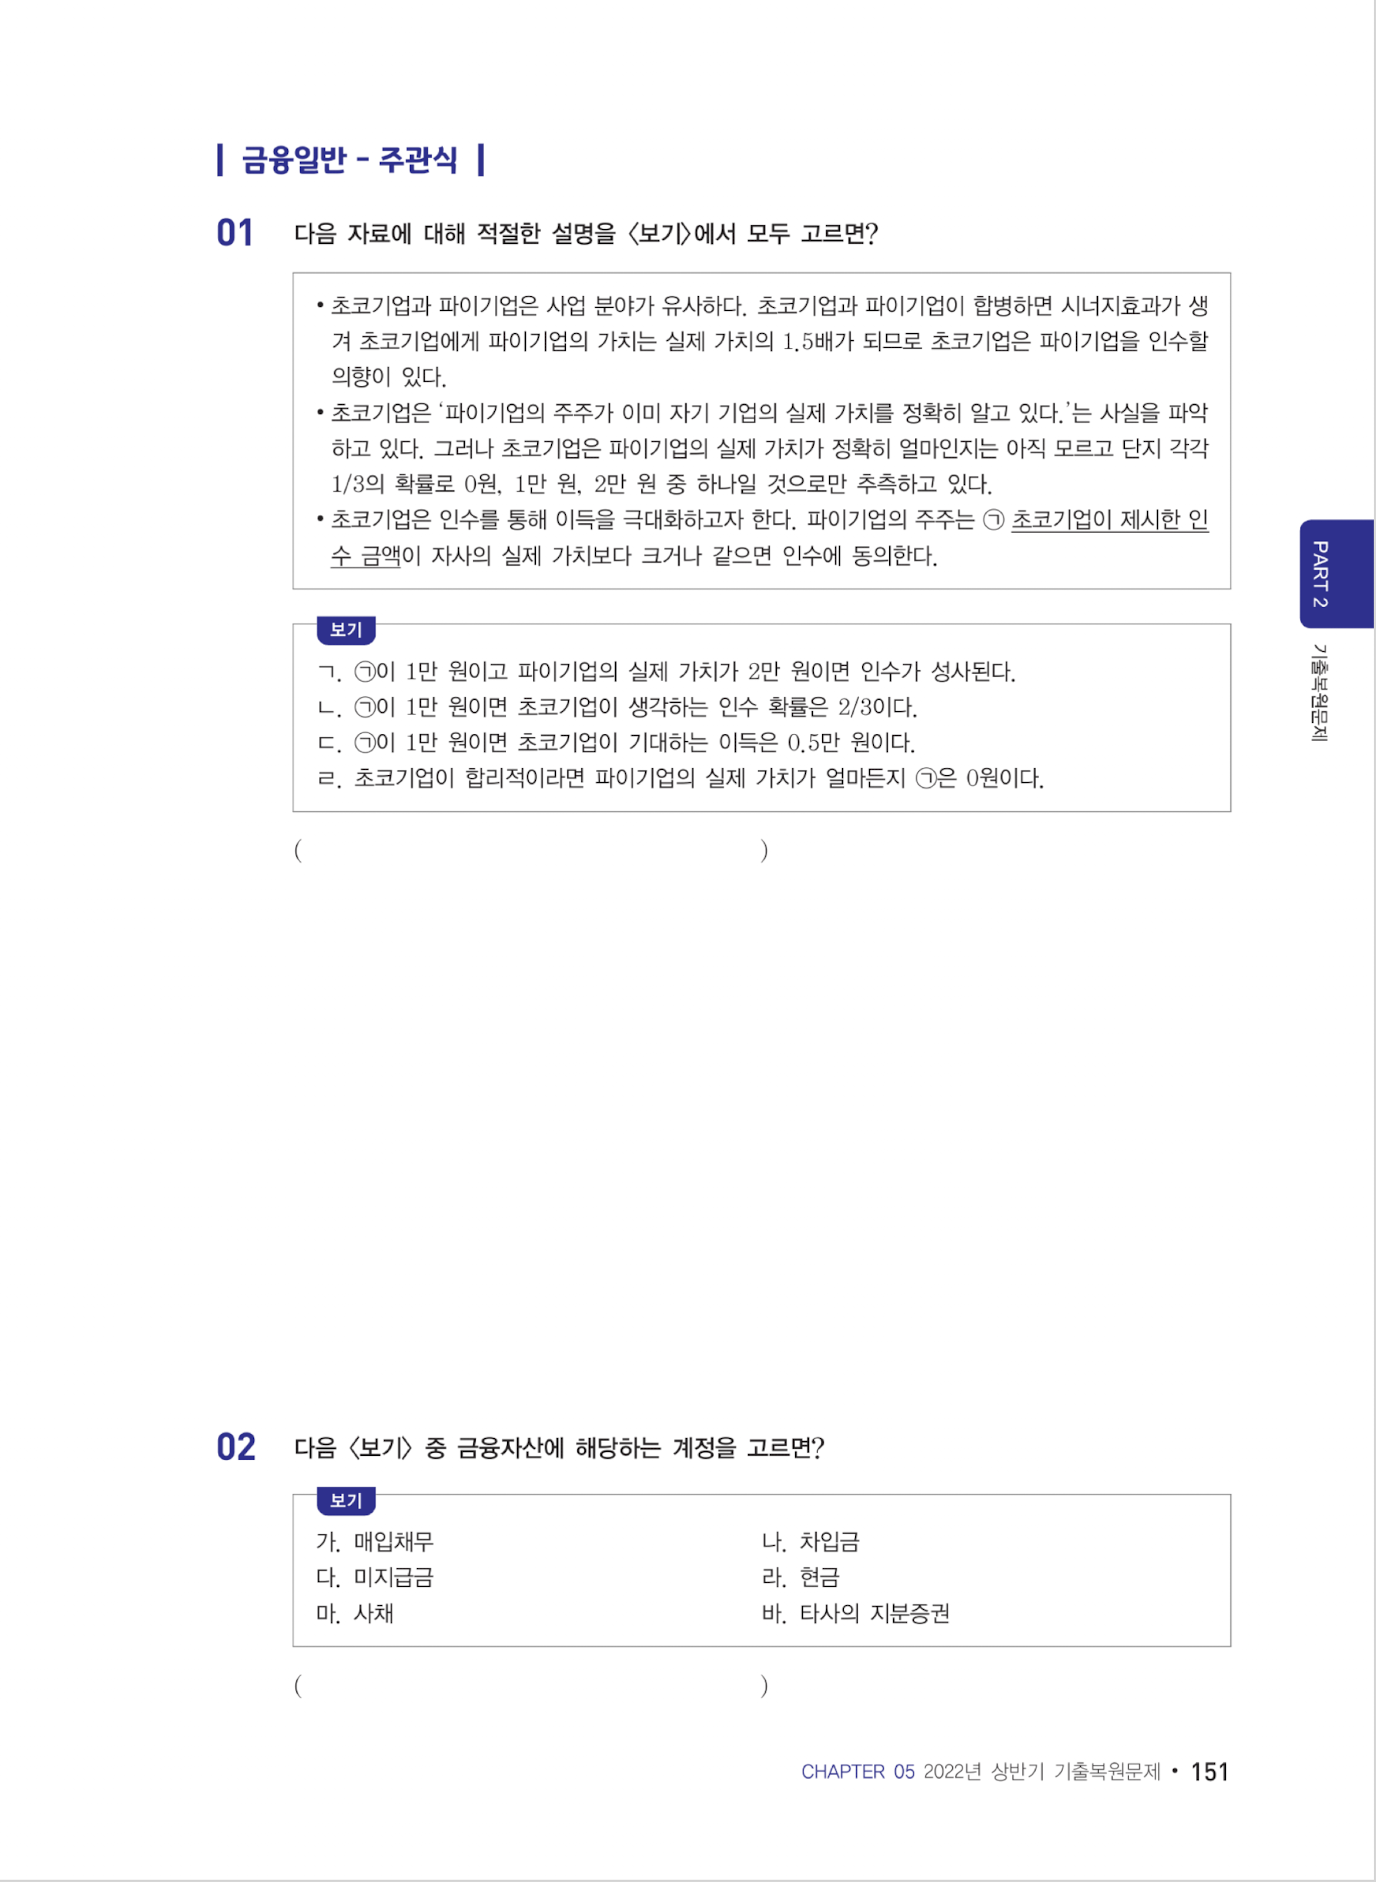 금융일반 - 주관식
01 다음 자료에 대해 적절한 설명을 〈보기〉에서 모두 고르면?
• 초코기업과 파이기업은 사업 분야가 유사하다. 초코기업과 파이기업이 합병하면 시너지효과가 생
겨 초코기업에게 파이기업의 가치는 실제 가치의 1.5배가 되므로 초코기업은 파이기업을 인수할
의향이 있다.
• 초코기업은 ‘파이기업의 주주가 이미 자기 기업의 실제 가치를 정확히 알고 있다.’는 사실을 파악
하고 있다. 그러나 초코기업은 파이기업의 실제 가치가 정확히 얼마인지는 아직 모르고 단지 각각
1/3의 확률로 0원, 1만 원, 2만 원 중 하나일 것으로만 추측하고 있다.
• 초코기업은 인수를 통해 이득을 극대화하고자 한다. 파이기업의 주주는 ㉠ 초코기업이 제시한 인
수 금액이 자사의 실제 가치보다 크거나 같으면 인수에 동의한다.
보기
ㄱ. ㉠이 1만 원이고 파이기업의 실제 가치가 2만 원이면 인수가 성사된다.
ㄴ. ㉠이 1만 원이면 초코기업이 생각하는 인수 확률은 2/3이다.
ㄷ. ㉠이 1만 원이면 초코기업이 기대하는 이득은 0.5만 원이다.
ㄹ. 초코기업이 합리적이라면 파이기업의 실제 가치가 얼마든지 ㉠은 0원이다.
( )
PART 2 기출복원문제
02 다음 〈보기〉 중 금융자산에 해당하는 계정을 고르면?
보기
가. 매입채무 나. 차입금
다. 미지급금 라. 현금
마. 사채 바. 타사의 지분증권
( )
CHAPTER 05 2022년 상반기 기출복원문제 • 151